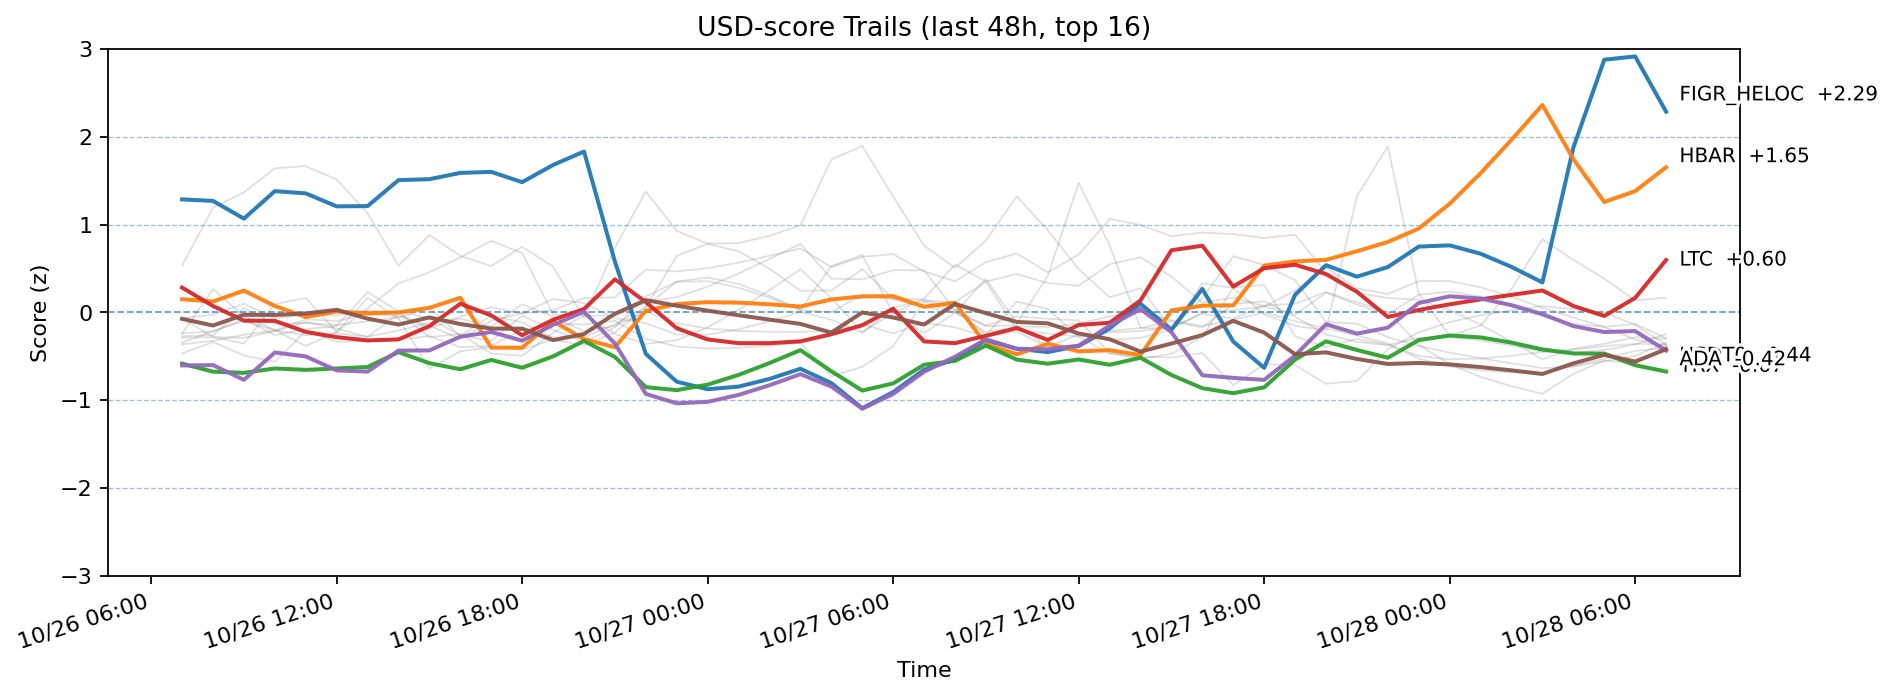 USD-score Trails (last 48h, top 16)
Score (z)
3
2
1
0
−1
−2
−3
FIGR_HELOC +2.29
HBAR +1.65
LTC +0.60
ADA -0.42
10/26 06:00
10/26 12:00
10/26 18:00
10/27 00:00
10/27 06:00
10/27 12:00
10/27 18:00
10/28 00:00
10/28 06:00
Time